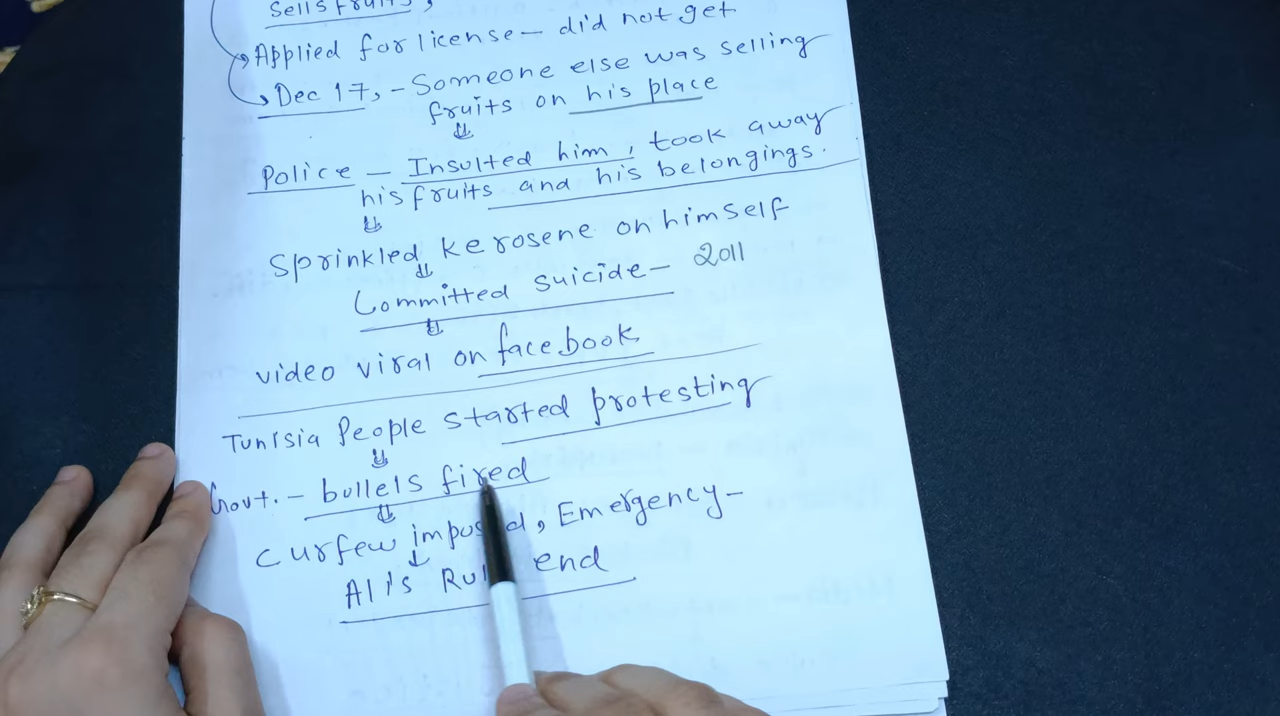 Sells fruits,
Applied for license - did not get
Dec 17, - Someone else was selling
fruits on his place
Police - Insulted him, took away
his fruits and his belongings.
Sprinkled kerosene on himself
Committed suicide - 2011
video viral on facebook
Tunisia People started protesting
Govt. - bullets fired
curfew imposed, Emergency -
Ali's Rule end